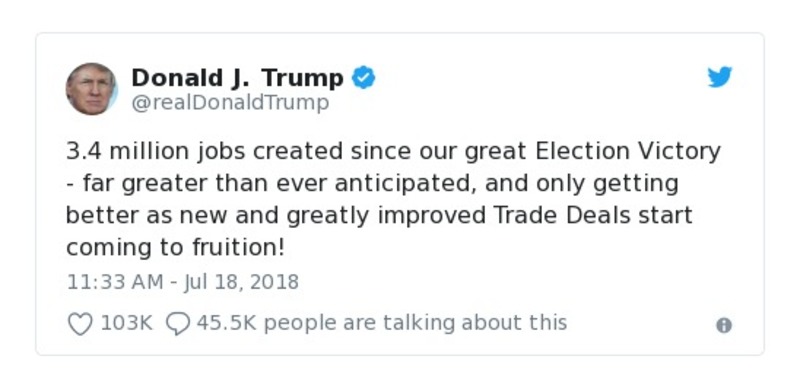 Donald J. Trump
@realDonaldTrump
3.4 million jobs created since our great Election Victory
- far greater than ever anticipated, and only getting
better as new and greatly improved Trade Deals start
coming to fruition!
11:33 AM - Jul 18, 2018
103K 45.5K people are talking about this